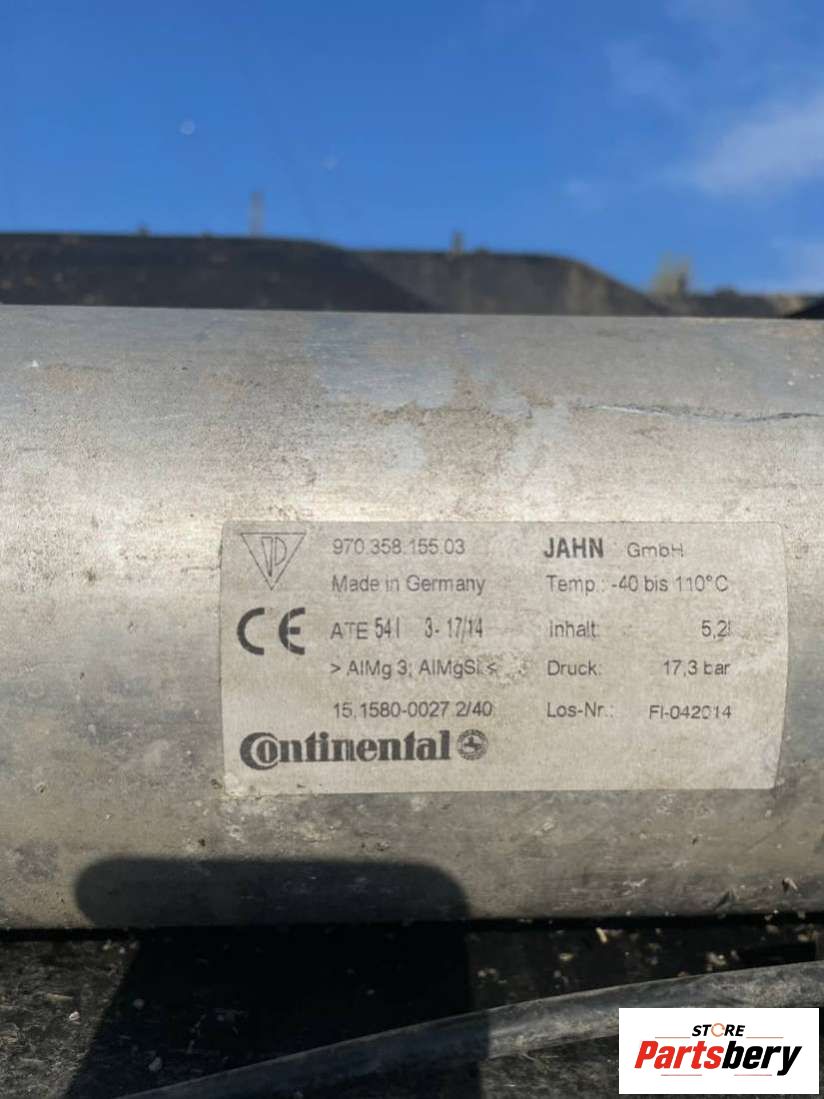 970.358.155.03
Made in Germany
CE ATE 541 3-17/14
> AlMg 3; AlMgSi <
15.1580-0027.2/40
Continental
JAHN GmbH
Temp.: -40 bis 110°C
Inhalt: 5,2l
Druck: 17,3 bar
Los-Nr.: FI-042014
STORE
Partsbery